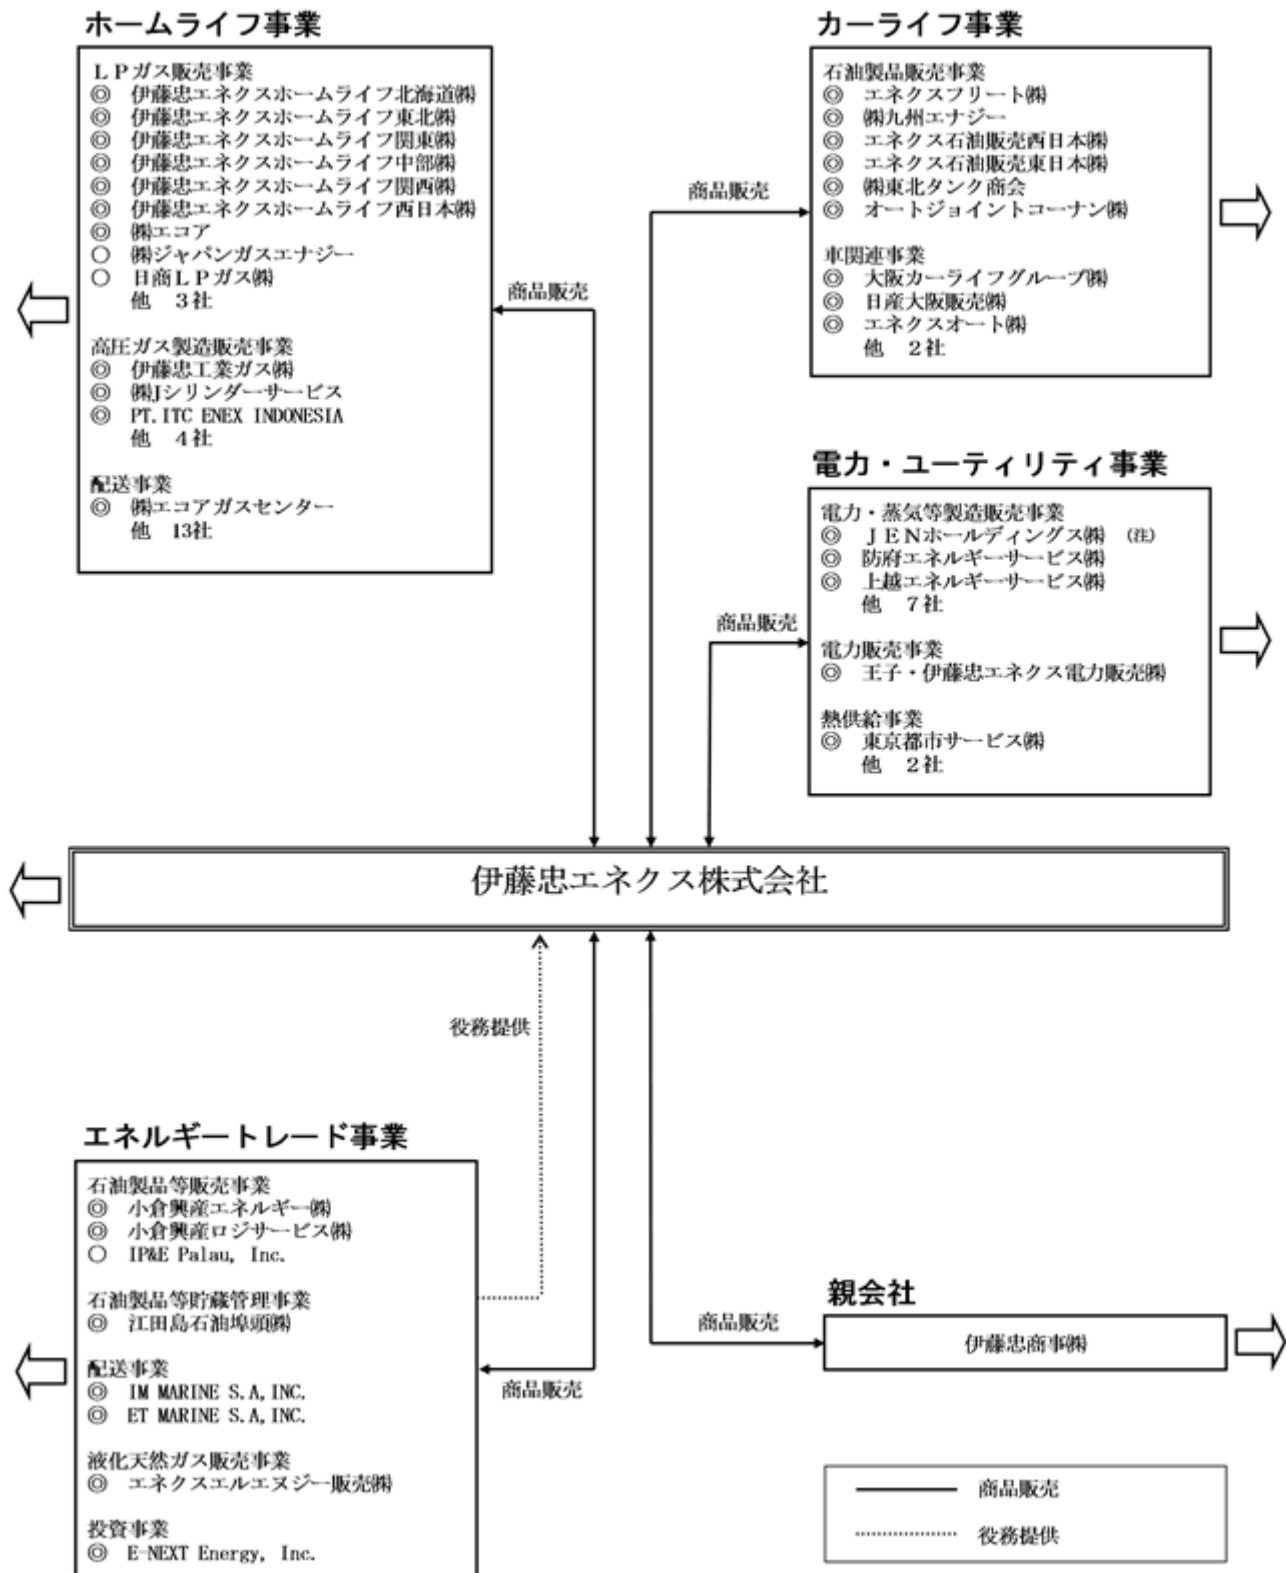 ホームライフ事業
ＬＰガス販売事業
◎ 伊藤忠エネクスホームライフ北海道㈱
◎ 伊藤忠エネクスホームライフ東北㈱
◎ 伊藤忠エネクスホームライフ関東㈱
◎ 伊藤忠エネクスホームライフ中部㈱
◎ 伊藤忠エネクスホームライフ関西㈱
◎ 伊藤忠エネクスホームライフ西日本㈱
◎ ㈱エコア
○ ㈱ジャパンガスエナジー
○ 日商ＬＰガス㈱
他 3社
高圧ガス製造販売事業
◎ 伊藤忠工業ガス㈱
◎ ㈱Jシリンダーサービス
◎ PT.ITC ENEX INDONESIA
他 4社
配送事業
◎ ㈱エコアガスセンター
他 13社
商品販売
カーライフ事業
石油製品販売事業
◎ エネクスフリート㈱
◎ ㈱九州エナジー
◎ エネクス石油販売西日本㈱
◎ エネクス石油販売東日本㈱
◎ ㈱東北タンク商会
◎ オートジョイントコーナン㈱
車関連事業
◎ 大阪カーライフグループ㈱
◎ 日産大阪販売㈱
◎ エネクスオート㈱
他 2社
商品販売
電力・ユーティリティ事業
電力・蒸気等製造販売事業
◎ ＪＥＮホールディングス㈱ (注)
◎ 防府エネルギーサービス㈱
◎ 上越エネルギーサービス㈱
他 7社
電力販売事業
◎ 王子・伊藤忠エネクス電力販売㈱
熱供給事業
◎ 東京都市サービス㈱
他 2社
商品販売
伊藤忠エネクス株式会社
役務提供
エネルギートレード事業
石油製品等販売事業
◎ 小倉興産エネルギー㈱
◎ 小倉興産ロジサービス㈱
○ IP&E Palau, Inc.
石油製品等貯蔵管理事業
◎ 江田島石油埠頭㈱
配送事業
◎ IM MARINE S.A,INC.
◎ ET MARINE S.A,INC.
液化天然ガス販売事業
◎ エネクスエルエヌジー販売㈱
投資事業
◎ E-NEXT Energy, Inc.
商品販売
親会社
伊藤忠商事㈱
商品販売
商品販売
役務提供